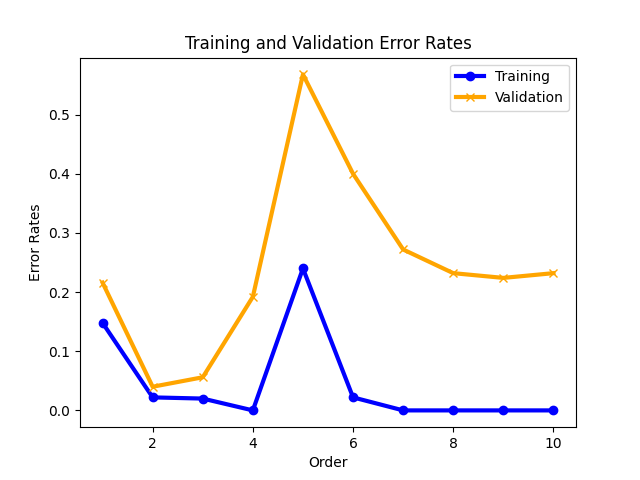 Training and Validation Error Rates
Training
Validation
0.5
0.4
0.3
0.2
0.1
0.0
Error Rates
2 4 6 8 10
Order